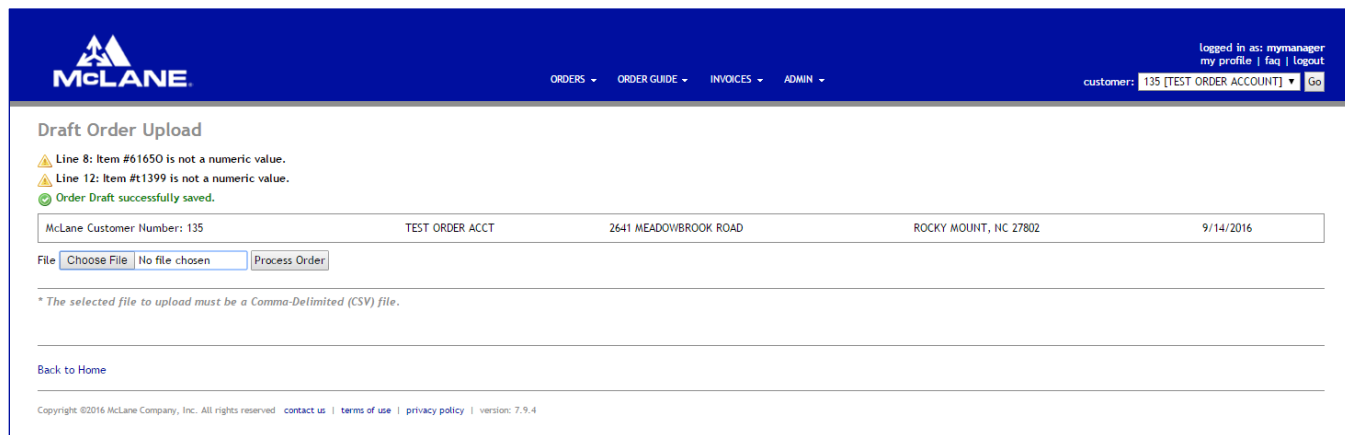 McLANE
logged in as: mymanager
my profile | faq | logout
ORDERS ORDER GUIDE INVOICES ADMIN
customer: 135 [TEST ORDER ACCOUNT] Go
Draft Order Upload
Line 8: Item #6165O is not a numeric value.
Line 12: Item #t1399 is not a numeric value.
Order Draft successfully saved.
McLane Customer Number: 135 TEST ORDER ACCT 2641 MEADOWBROOK ROAD ROCKY MOUNT, NC 27802 9/14/2016
File Choose File No file chosen Process Order
* The selected file to upload must be a Comma-Delimited (CSV) file.
Back to Home
Copyright ©2016 McLane Company, Inc. All rights reserved contact us | terms of use | privacy policy | version: 7.9.4